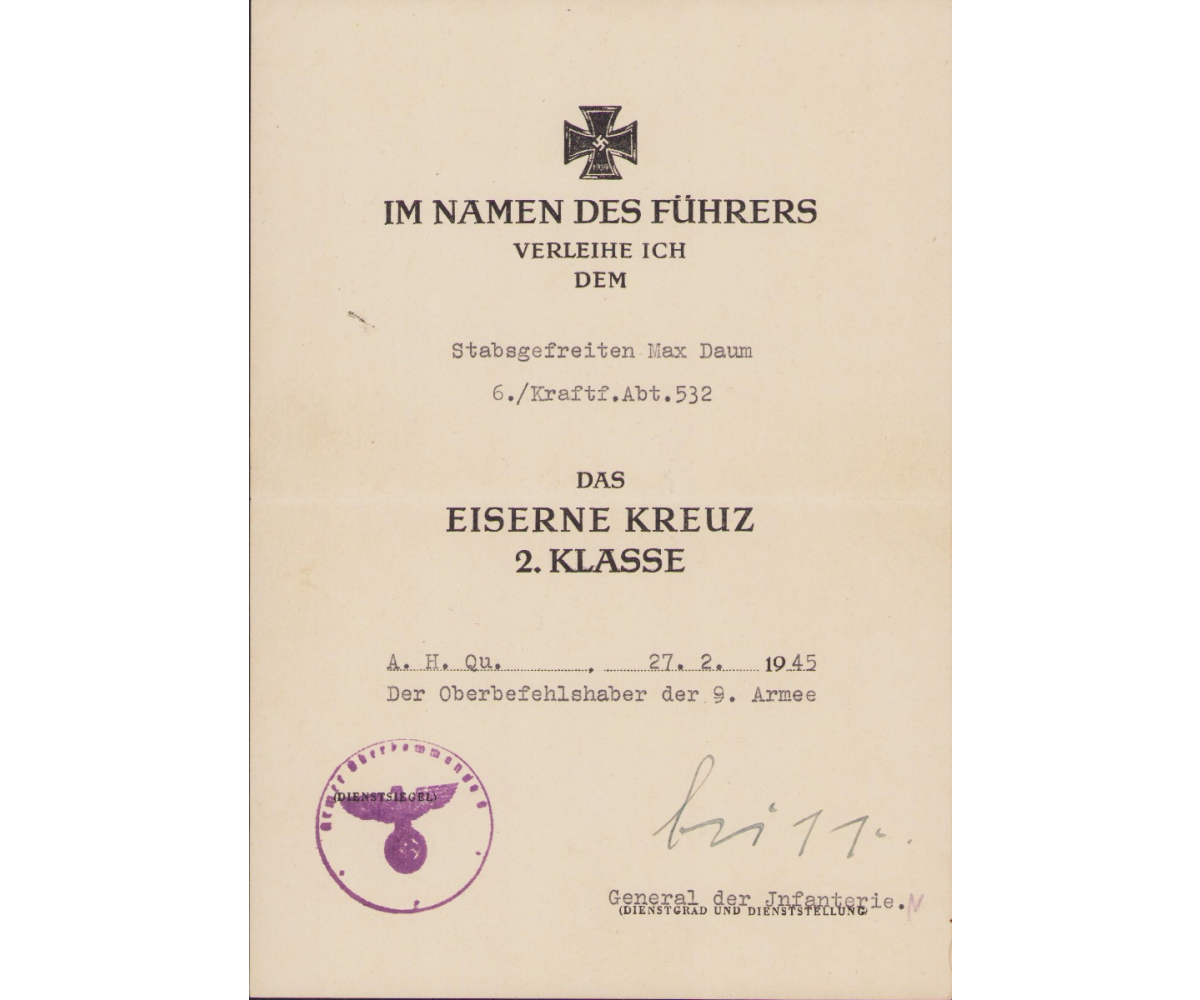 1939
IM NAMEN DES FÜHRERS
VERLEIHE ICH
DEM
Stabsgefreiten Max Daum
6./Kraftf.Abt.532
DAS
EISERNE KREUZ
2. KLASSE
A. H. Qu. , 27. 2. 1945
Der Oberbefehlshaber der 9. Armee
(DIENSTSIEGEL)
General der Jnfanterie.
(DIENSTGRAD UND DIENSTSTELLUNG)